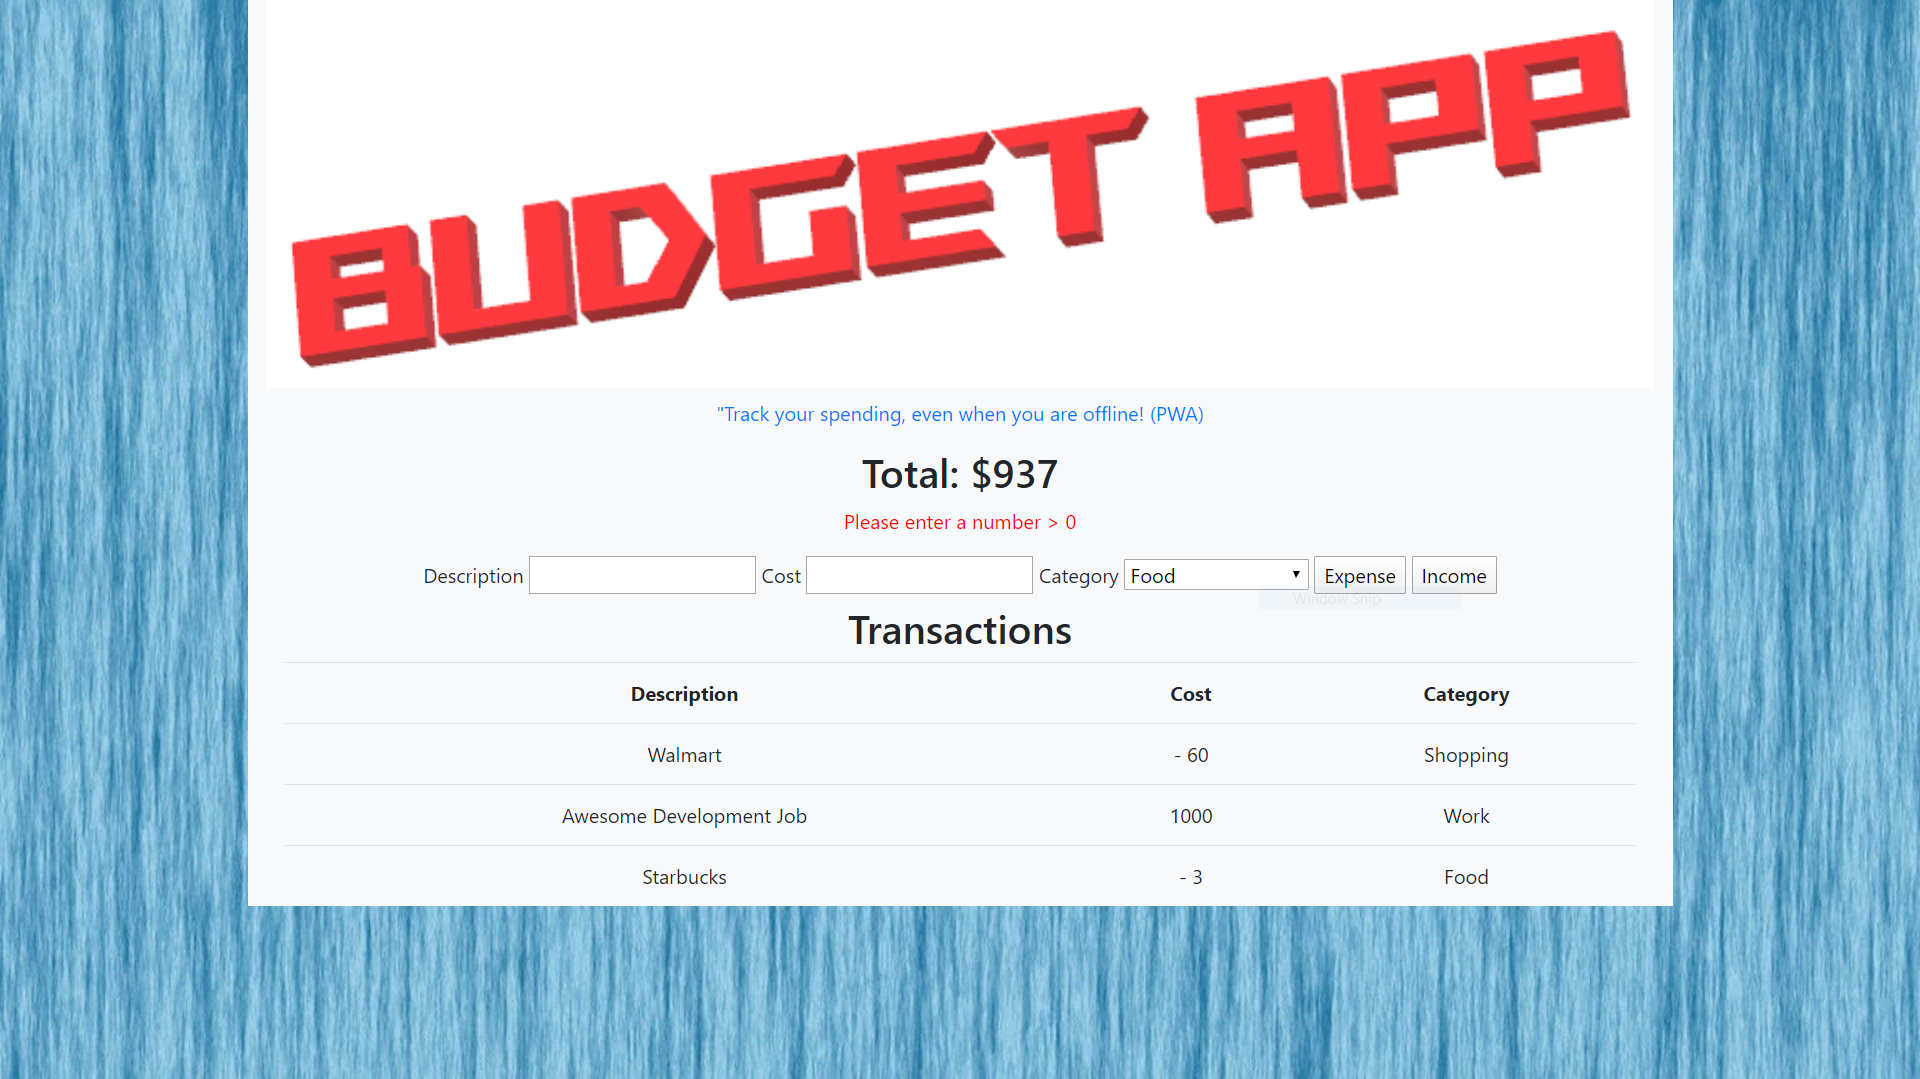 BUDGET APP
"Track your spending, even when you are offline! (PWA)
Total: $937
Please enter a number > 0
Description Cost Category Food Expense Income
Window Snip
Transactions
Description Cost Category
Walmart - 60 Shopping
Awesome Development Job 1000 Work
Starbucks - 3 Food